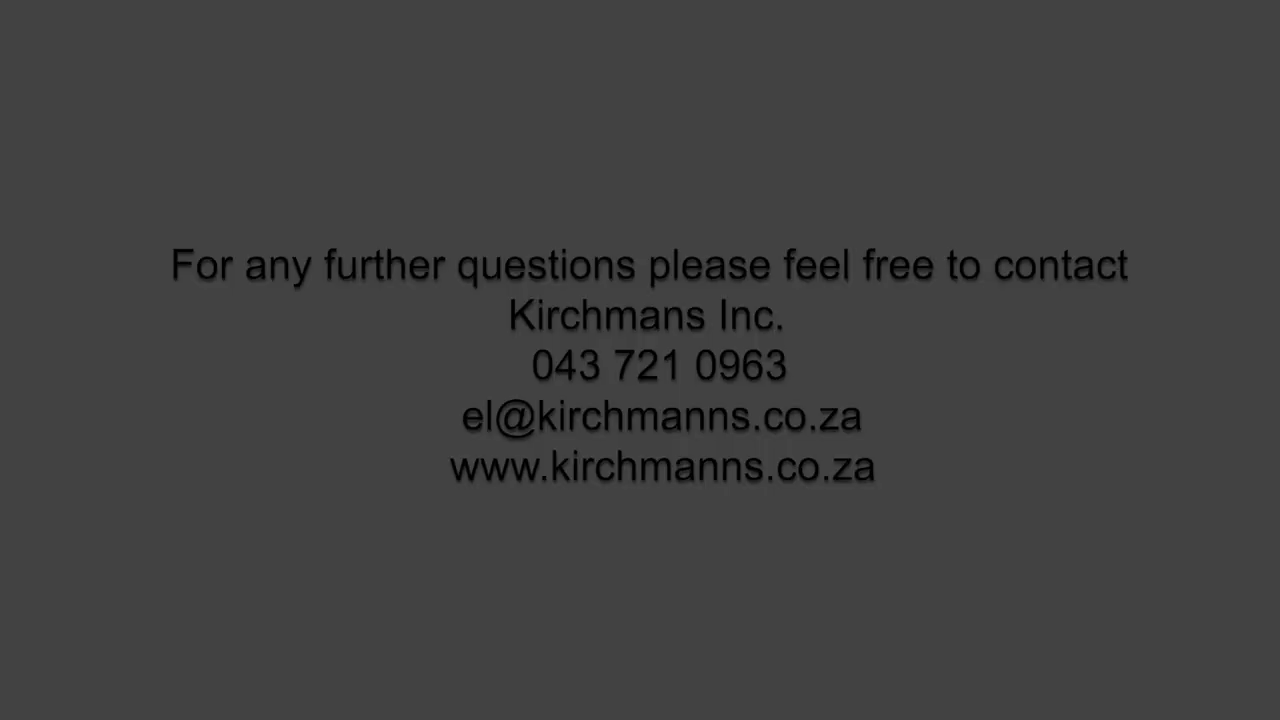 For any further questions please feel free to contact
Kirchmans Inc.
043 721 0963
el@kirchmanns.co.za
www.kirchmanns.co.za